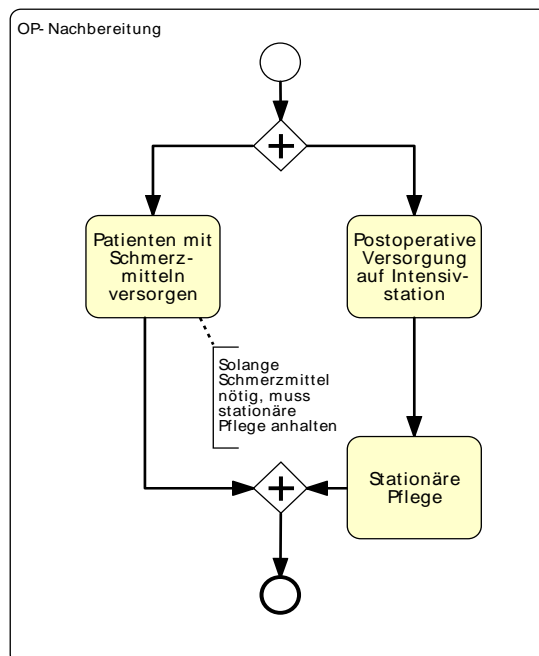 OP-Nachbereitung
Patienten mit
Schmerz-
mitteln
versorgen
Postoperative
Versorgung
auf Intensiv-
station
Solange
Schmerzmittel
nötig, muss
stationäre
Pflege anhalten
Stationäre
Pflege